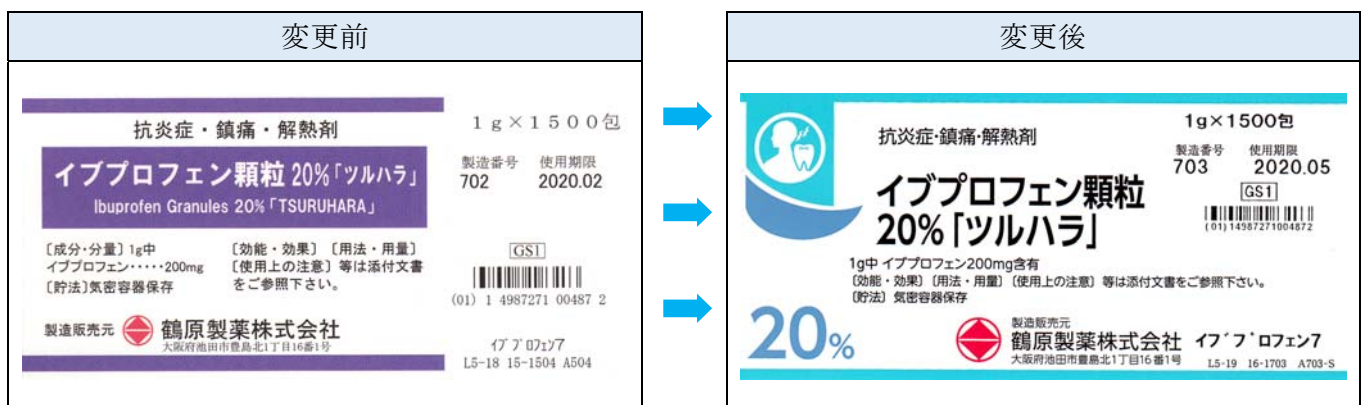 変更前
抗炎症・鎮痛・解熱剤
イブプロフェン顆粒 20%「ツルハラ」
Ibuprofen Granules 20%「TSURUHARA」
〔成分・分量〕1g中
イブプロフェン・・・・・200mg
〔貯法〕気密容器保存
〔効能・効果〕〔用法・用量〕
〔使用上の注意〕等は添付文書
をご参照下さい。
製造販売元 鶴原製薬株式会社
大阪府池田市豊島北1丁目16番1号
1g×1500包
製造番号 使用期限
702 2020.02
GS1
(01) 1 4987271 00487 2
イブプロフェン7
L5-18 15-1504 A504
変更後
抗炎症・鎮痛・解熱剤
イブプロフェン顆粒
20%「ツルハラ」
1g中 イブプロフェン200mg含有
〔効能・効果〕〔用法・用量〕〔使用上の注意〕等は添付文書をご参照下さい。
〔貯法〕気密容器保存
20%
製造販売元
鶴原製薬株式会社
大阪府池田市豊島北1丁目16番1号
1g×1500包
製造番号 使用期限
703 2020.05
GS1
(01)14987271004872
イブプロフェン7
L5-19 16-1703 A703-S